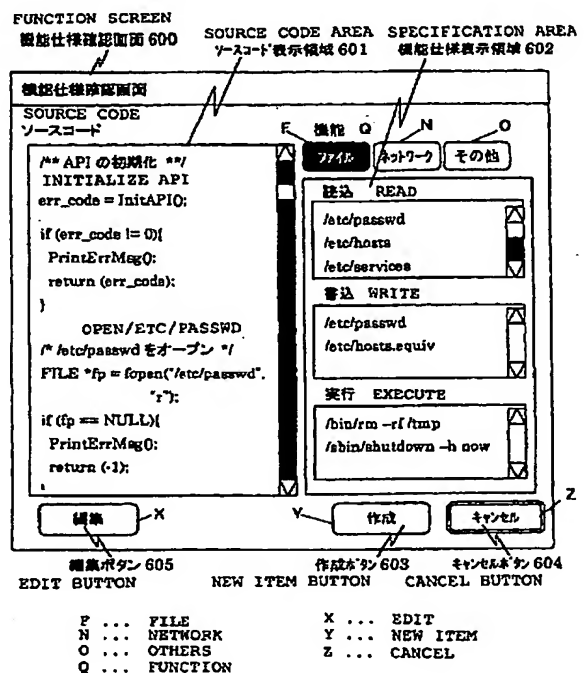 FUNCTION SCREEN
機能仕様確認画面 600
SOURCE CODE AREA
ソースコード表示領域 601
SPECIFICATION AREA
機能仕様表示領域 602
機能仕様確認画面
SOURCE CODE
ソースコード
F 機能 Q N O
ファイル ネットワーク その他
/** API の初期化 **/
INITIALIZE API
err_code = InitAPI();
if (err_code != 0){
PrintErrMsg();
return (err_code);
}
OPEN/ETC/PASSWD
/* /etc/passwd をオープン */
FILE *fp = fopen("/etc/passwd",
"r");
if (fp == NULL){
PrintErrMsg();
return (-1);
}
読込 READ
/etc/passwd
/etc/hosts
/etc/services
書込 WRITE
/etc/passwd
/etc/hosts.equiv
実行 EXECUTE
/bin/rm –rf /tmp
/sbin/shutdown –h now
編集 X
Y 作成
キャンセル Z
編集ボタン 605
EDIT BUTTON
作成ボタン 603
NEW ITEM BUTTON
キャンセルボタン 604
CANCEL BUTTON
F ... FILE
N ... NETWORK
O ... OTHERS
Q ... FUNCTION
X ... EDIT
Y ... NEW ITEM
Z ... CANCEL